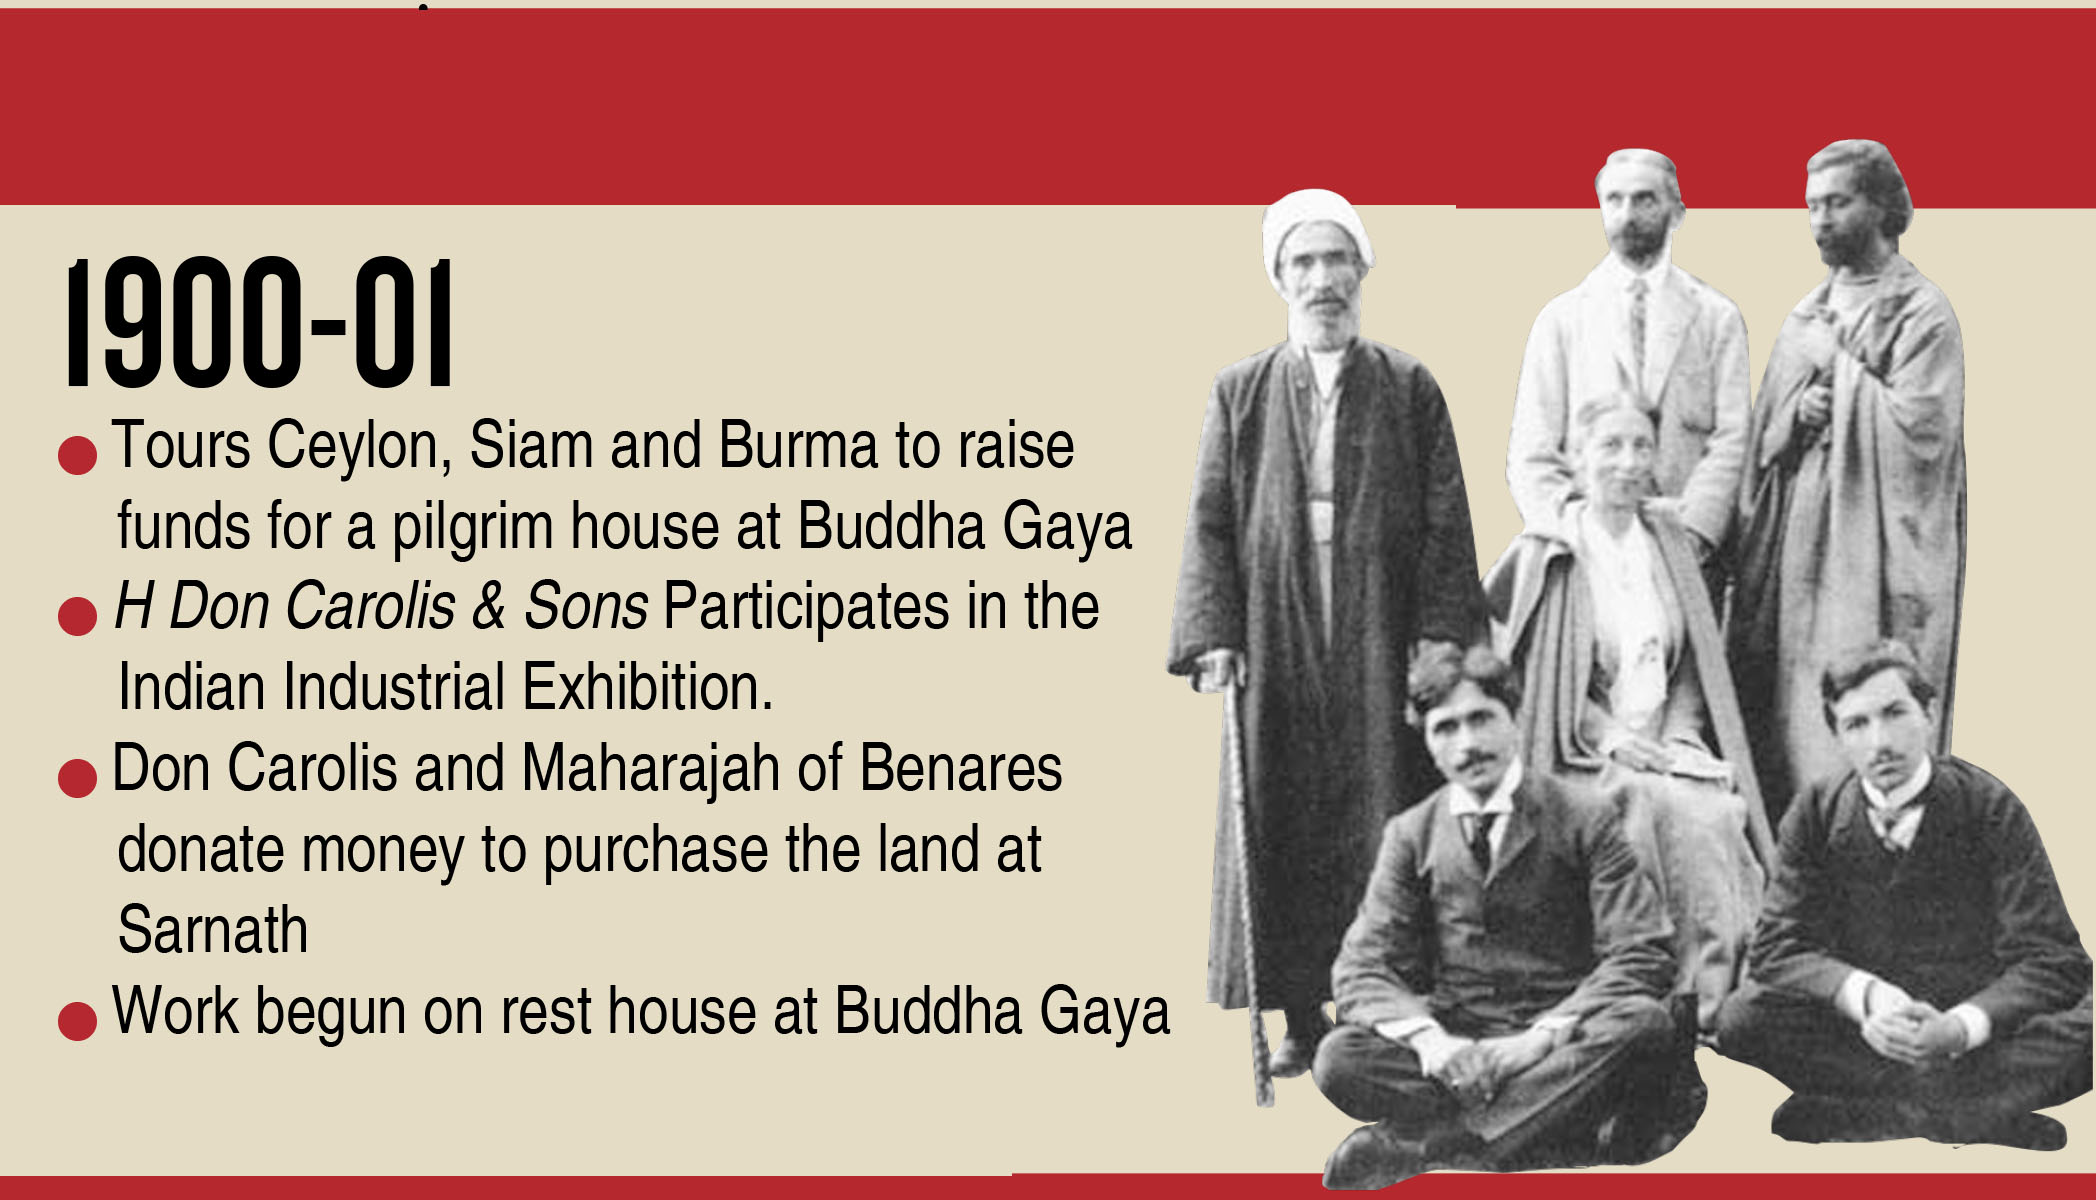 1900-01
Tours Ceylon, Siam and Burma to raise
funds for a pilgrim house at Buddha Gaya
H Don Carolis & Sons Participates in the
Indian Industrial Exhibition.
Don Carolis and Maharajah of Benares
donate money to purchase the land at
Sarnath
Work begun on rest house at Buddha Gaya